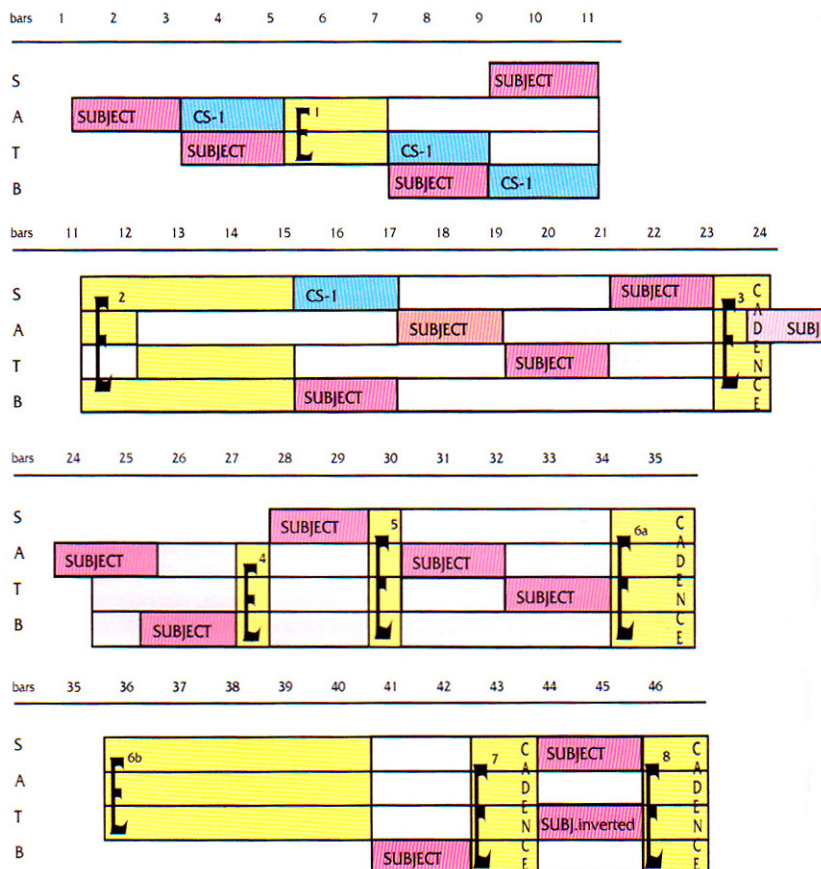 bars 1 2 3 4 5 6 7 8 9 10 11
S SUBJECT
A SUBJECT CS-1 1
T SUBJECT CS-1
B SUBJECT CS-1
bars 11 12 13 14 15 16 17 18 19 20 21 22 23 24
S 2 CS-1 SUBJECT 3 CADENCE
A SUBJECT SUBJ
T SUBJECT
B SUBJECT
bars 24 25 26 27 28 29 30 31 32 33 34 35
S SUBJECT 5 6a CADENCE
A SUBJECT 4 SUBJECT
T SUBJECT
B SUBJECT
bars 35 36 37 38 39 40 41 42 43 44 45 46
S 6b 7 CADENCE SUBJECT 8 CADENCE
A
T SUBJ.inverted
B SUBJECT